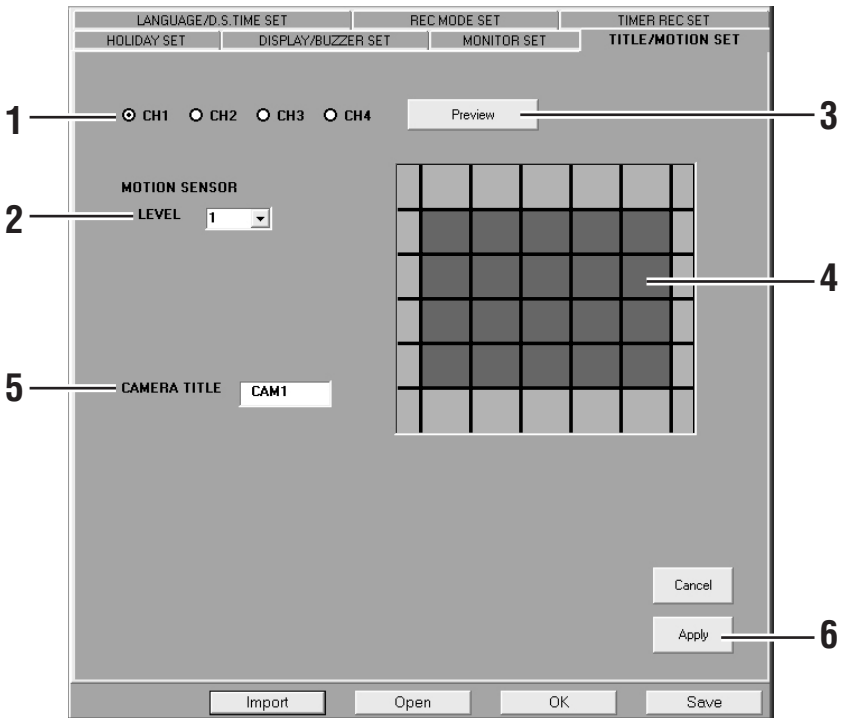 LANGUAGE/D.S.TIME SET REC MODE SET TIMER REC SET
HOLIDAY SET DISPLAY/BUZZER SET MONITOR SET TITLE/MOTION SET
1 CH1 CH2 CH3 CH4 Preview 3
MOTION SENSOR
2 LEVEL 1
4
5 CAMERA TITLE CAM1
Cancel
Apply 6
Import Open OK Save